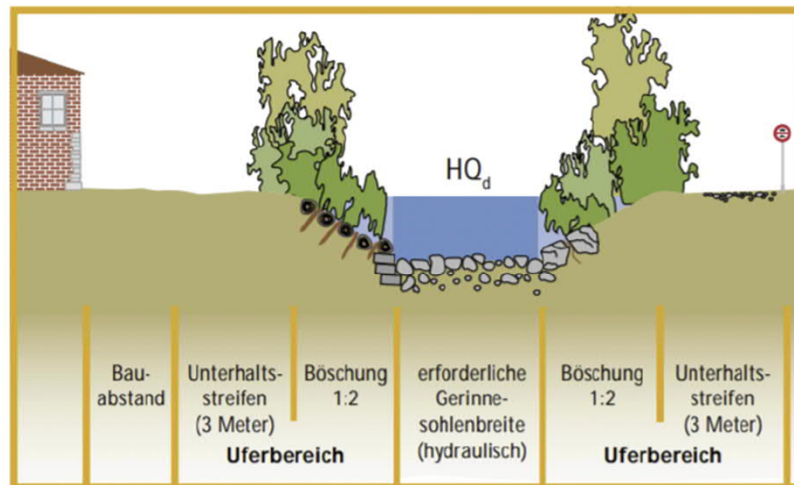 HQd
Bau-
abstand
Unterhalts-
streifen
(3 Meter)
Böschung
1:2
Uferbereich
erforderliche
Gerinne-
sohlenbreite
(hydraulisch)
Böschung
1:2
Unterhalts-
streifen
(3 Meter)
Uferbereich